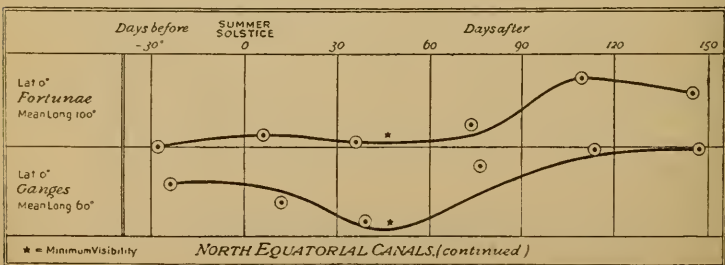 Days before SUMMER SOLSTICE Days after
-30° 0 30 60 90 120 150
Lat 0°
Fortunae
Mean Long 100°
Lat 0°
Ganges
Mean Long 60°
* = Minimum Visibility NORTH EQUATORIAL CANALS, (continued)